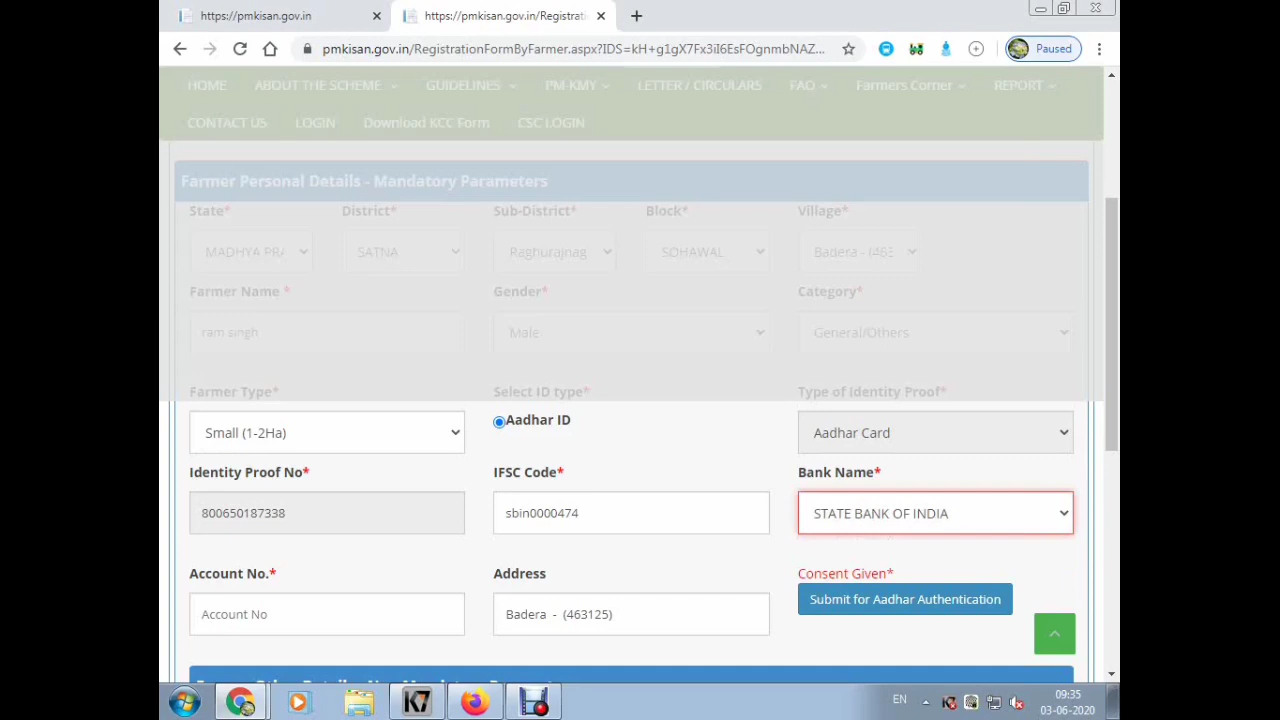 https://pmkisan.gov.in
https://pmkisan.gov.in/Registrati
pmkisan.gov.in/RegistrationFormByFarmer.aspx?IDS=kH+g1gX7Fx3iI6EsFOgnmbNAZ...
Paused
HOME ABOUT THE SCHEME GUIDELINES PM-KMY LETTER / CIRCULARS FAQ Farmers Corner REPORT
CONTACT US LOGIN Download KCC Form CSC LOGIN
Farmer Personal Details - Mandatory Parameters
State* District* Sub-District* Block* Village*
MADHYA PRA SATNA Raghurajnag SOHAWAL Badera - (463
Farmer Name * Gender* Category*
ram singh Male General/Others
Farmer Type* Select ID type* Type of Identity Proof*
Small (1-2Ha) Aadhar ID Aadhar Card
Identity Proof No* IFSC Code* Bank Name*
800650187338 sbin0000474 STATE BANK OF INDIA
Account No.* Address Consent Given*
Account No Badera - (463125) Submit for Aadhar Authentication
K7
EN
09:35
03-06-2020